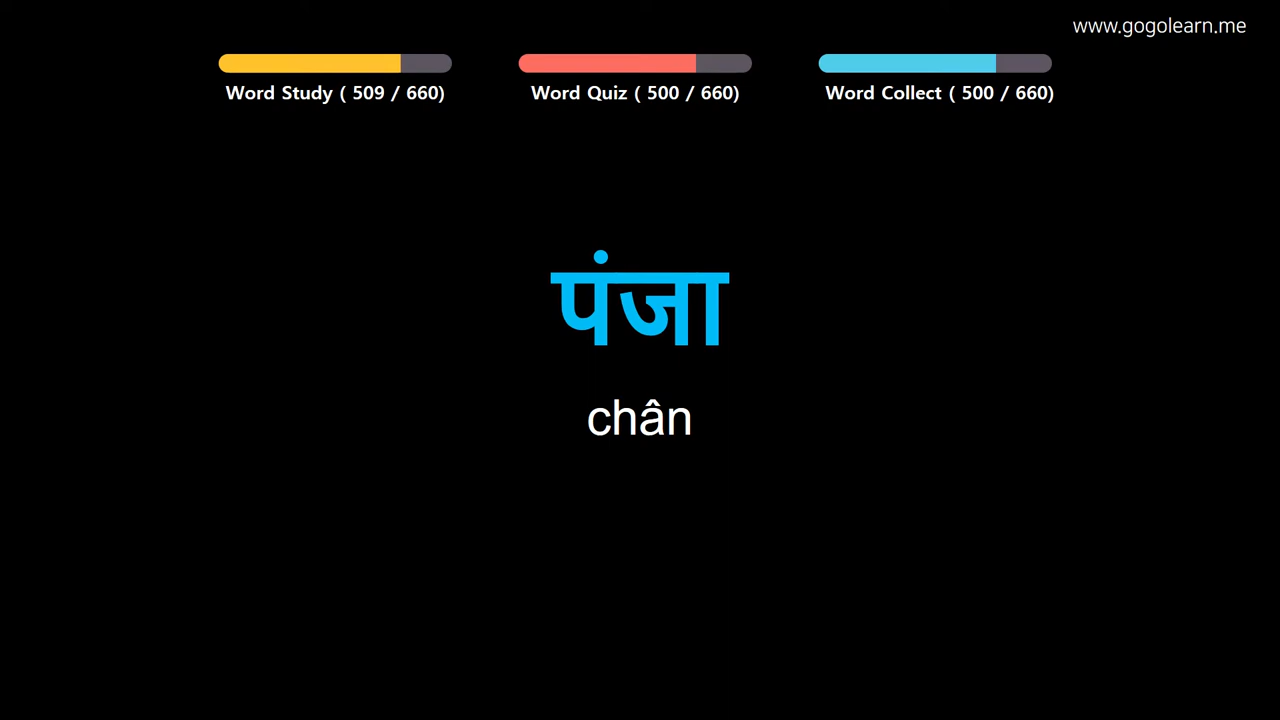 www.gogolearn.me
Word Study ( 509 / 660)
Word Quiz ( 500 / 660)
Word Collect ( 500 / 660)
पंजा
chân